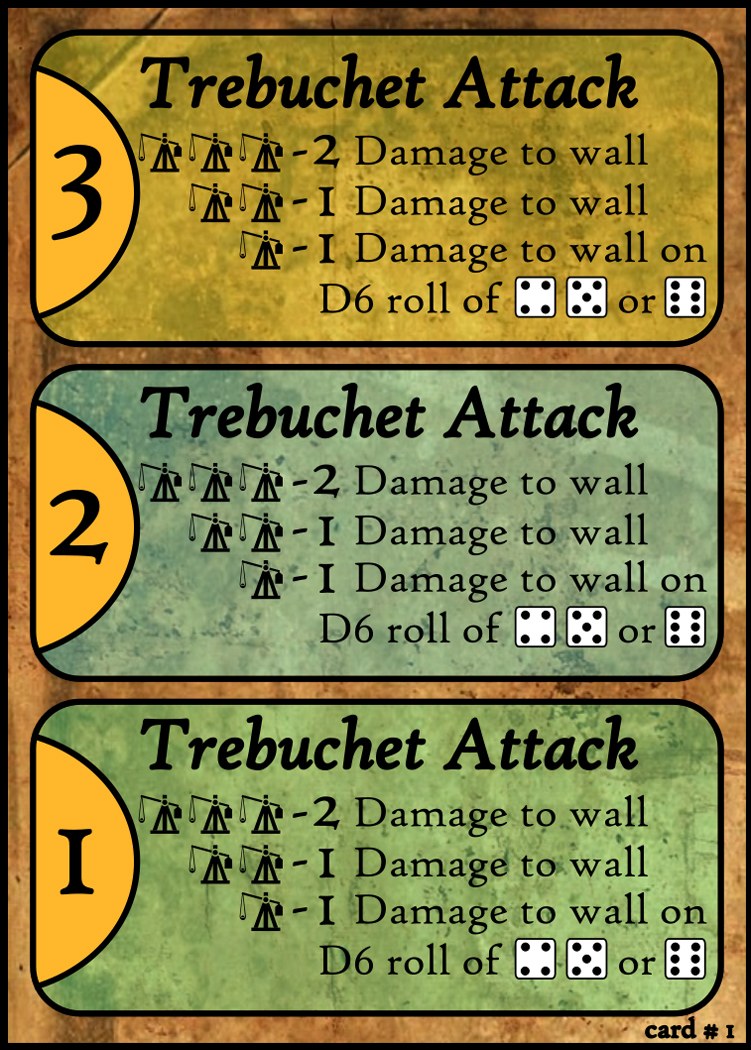 Trebuchet Attack
3
-2 Damage to wall
-1 Damage to wall
-1 Damage to wall on
D6 roll of or
Trebuchet Attack
2
-2 Damage to wall
-1 Damage to wall
-1 Damage to wall on
D6 roll of or
Trebuchet Attack
1
-2 Damage to wall
-1 Damage to wall
-1 Damage to wall on
D6 roll of or
card # 1